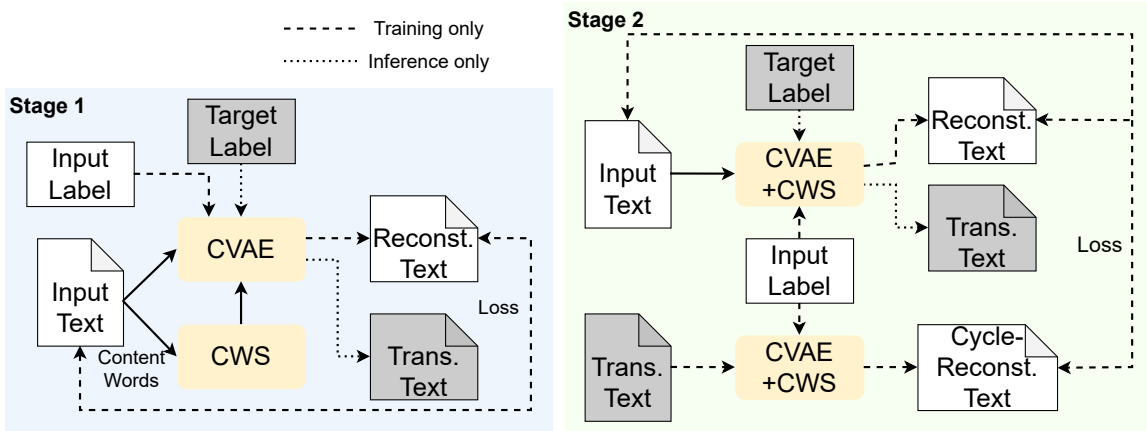 Training only
Inference only
Stage 1
Target
Label
Input
Label
CVAE
Input
Text
Reconst.
Text
Loss
Content
Words
CWS
Trans.
Text
Stage 2
Target
Label
Input
Text
CVAE
+CWS
Reconst.
Text
Trans.
Text
Input
Label
Loss
Trans.
Text
CVAE
+CWS
Cycle-
Reconst.
Text